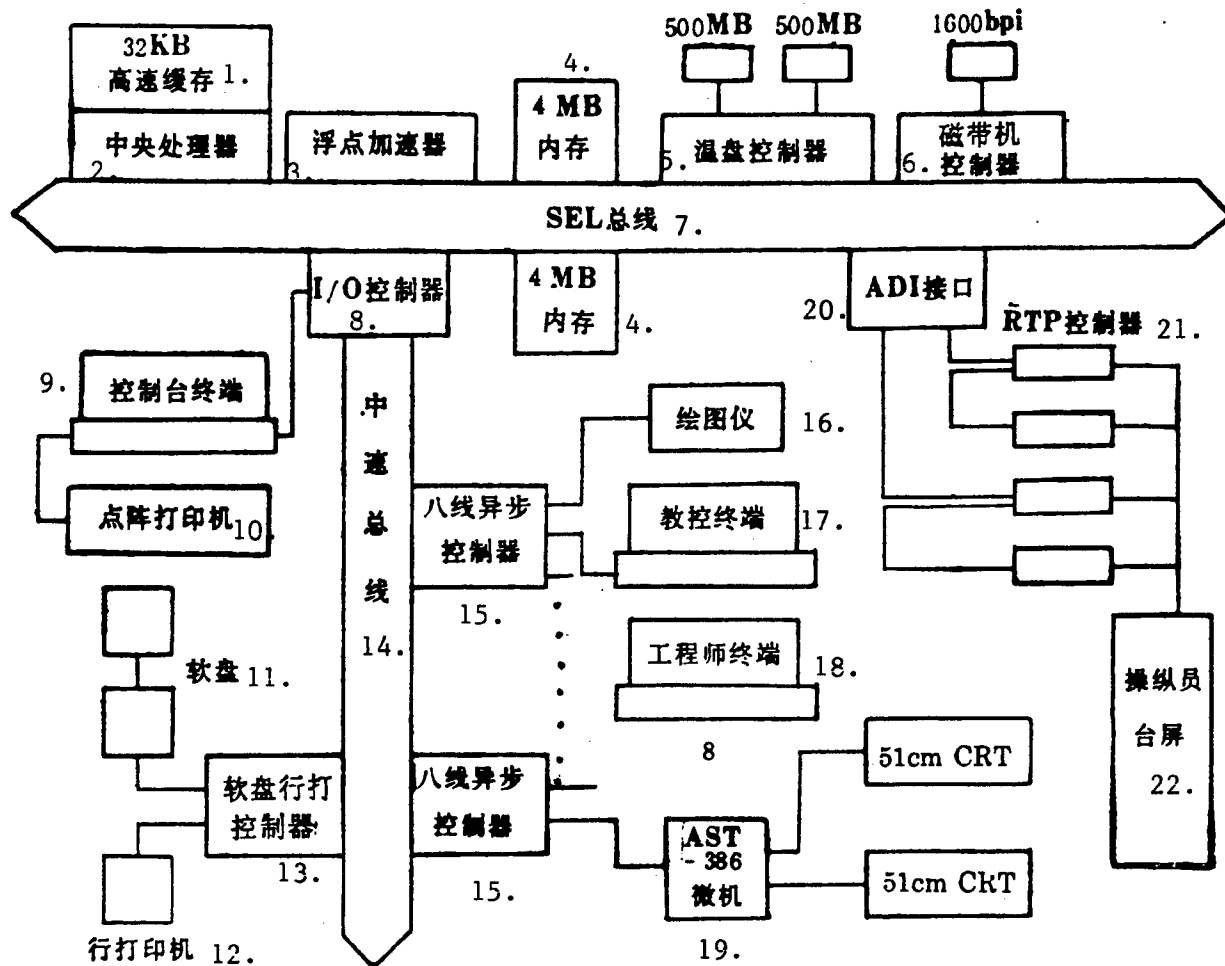 500MB 500MB 1600bpi
32KB
高速缓存 1.
4.
4 MB
内存
中央处理器
2.
浮点加速器
3.
温盘控制器
5.
磁带机
6. 控制器
SEL总线 7.
I/O控制器
8.
4 MB
内存 4.
ADI接口
20.
RTP控制器 21.
9. 控制台终端
点阵打印机 10.
中速总线
14.
绘图仪 16.
八线异步
控制器
15.
教控终端 17.
工程师终端 18.
8
软盘 11.
软盘行打
控制器
13.
行打印机 12.
八线异步
控制器
15.
AST
-386
微机
19.
51cm CRT
51cm CRT
操纵员
台屏
22.